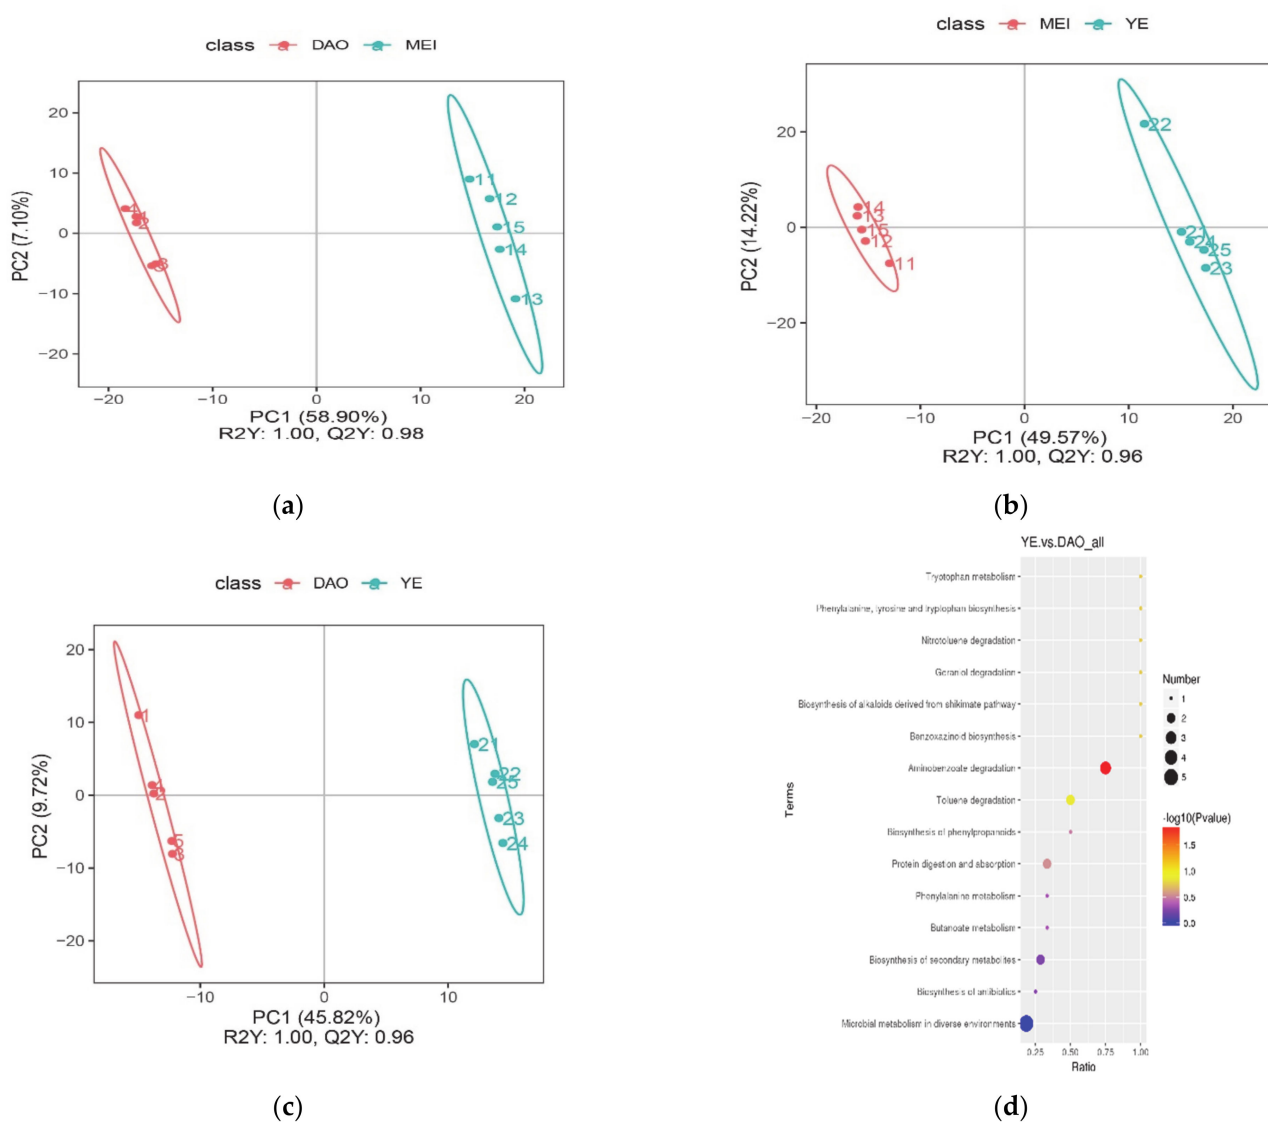 class DAO MEI
PC2 (7.10%)
20
10
0
−10
−20
11
12
15
14
13
2
−20 −10 0 10 20
PC1 (58.90%)
R2Y: 1.00, Q2Y: 0.98
(a)
class MEI YE
PC2 (14.22%)
20
0
−20
14
13
15
12
11
22
21
24
25
23
−20 −10 0 10 20
PC1 (49.57%)
R2Y: 1.00, Q2Y: 0.96
(b)
class DAO YE
PC2 (9.72%)
20
10
0
−10
−20
1
2
5
3
21
22
25
23
24
−10 0 10
PC1 (45.82%)
R2Y: 1.00, Q2Y: 0.96
(c)
YE.vs.DAO_all
Terms
Tryptophan metabolism
Phenylalanine, tyrosine and tryptophan biosynthesis
Nitrotoluene degradation
Geraniol degradation
Biosynthesis of alkaloids derived from shikimate pathway
Benzoxazinoid biosynthesis
Aminobenzoate degradation
Toluene degradation
Biosynthesis of phenylpropanoids
Protein digestion and absorption
Phenylalanine metabolism
Butanoate metabolism
Biosynthesis of secondary metabolites
Biosynthesis of antibiotics
Microbial metabolism in diverse environments
0.25 0.50 0.75 1.00
Ratio
Number
1
2
3
4
5
-log10(Pvalue)
1.5
1.0
0.5
0.0
(d)